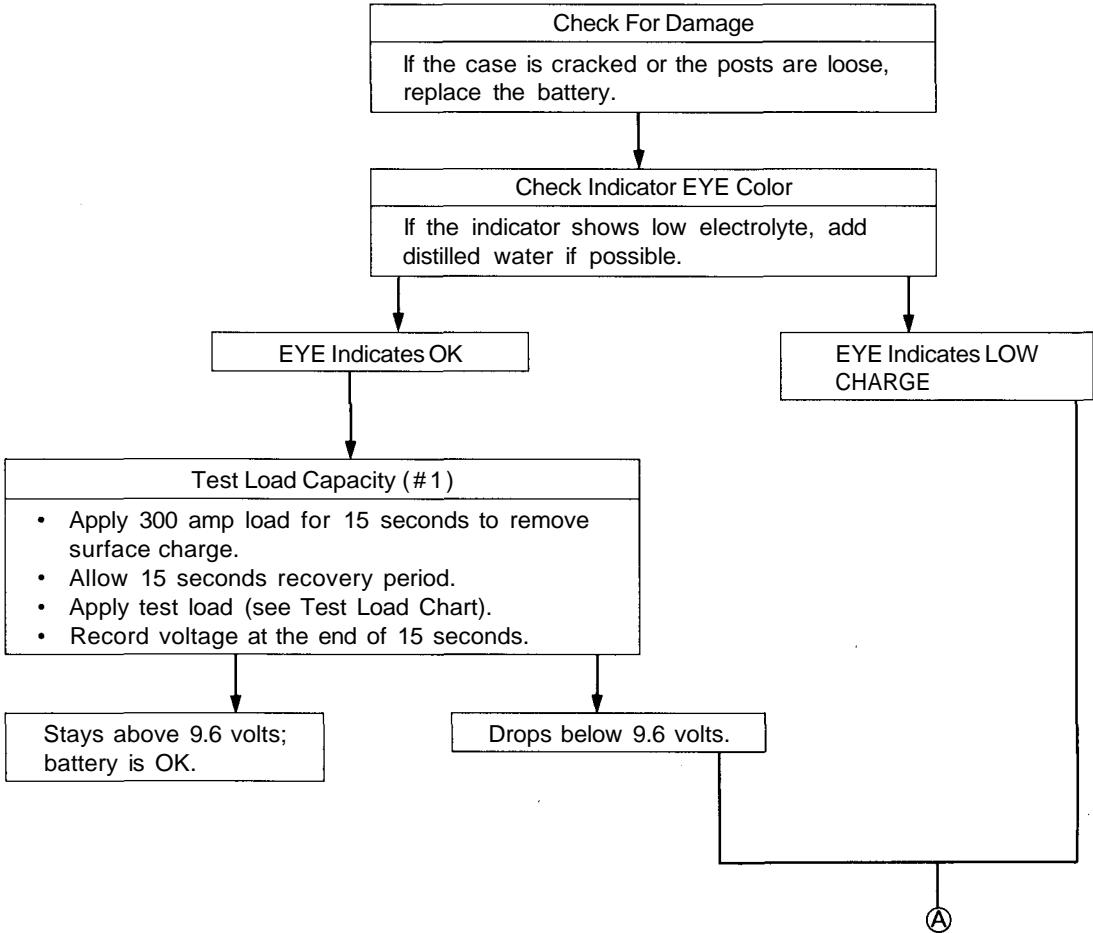 Check For Damage
If the case is cracked or the posts are loose,
replace the battery.
Check Indicator EYE Color
If the indicator shows low electrolyte, add
distilled water if possible.
EYE Indicates OK
EYE Indicates LOW
CHARGE
Test Load Capacity (#1)
• Apply 300 amp load for 15 seconds to remove
surface charge.
• Allow 15 seconds recovery period.
• Apply test load (see Test Load Chart).
• Record voltage at the end of 15 seconds.
Stays above 9.6 volts;
battery is OK.
Drops below 9.6 volts.
A